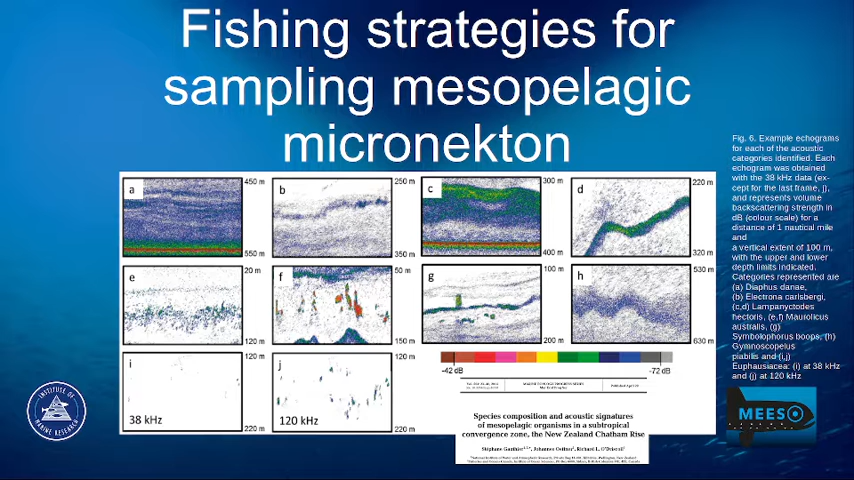 Fishing strategies for
sampling mesopelagic
micronekton
Fig. 6. Example echograms
for each of the acoustic
categories identified. Each
echogram was obtained
with the 38 kHz data (ex-
cept for the last frame, j),
and represents volume
backscattering strength in
dB (colour scale) for a
distance of 1 nautical mile
and
a vertical extent of 100 m,
with the upper and lower
depth limits indicated.
Categories represented are
(a) Diaphus danae,
(b) Electrona carlsbergi,
(c,d) Lampanyctodes
hectoris, (e,f) Maurolicus
australis, (g)
Symbolophorus boops, (h)
Gymnoscopelus
piabilis and (i,j)
Euphausiacea: (i) at 38 kHz
and (j) at 120 kHz
a
450 m
550 m
b
250 m
350 m
c
300 m
400 m
d
220 m
320 m
e
20 m
120 m
f
50 m
150 m
g
100 m
200 m
h
530 m
630 m
i
38 kHz
120 m
220 m
j
120 kHz
120 m
220 m
-42 dB
-72 dB
Species composition and acoustic signatures
of mesopelagic organisms in a subtropical
convergence zone, the New Zealand Chatham Rise
INSTITUTE OF
MARINE RESEARCH
MEESO